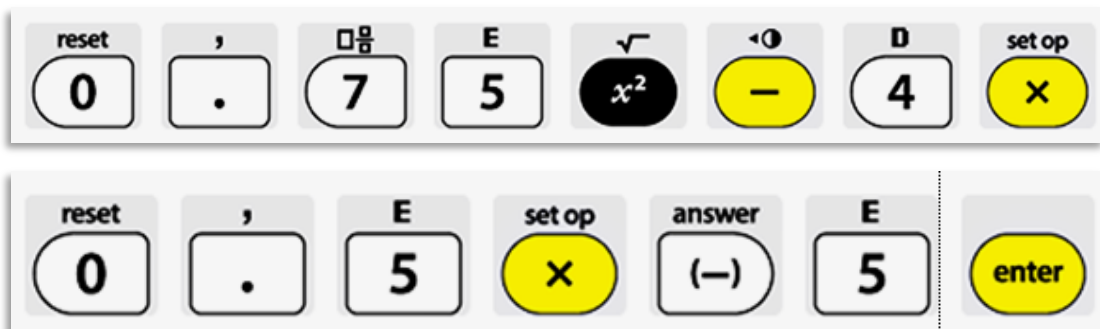 reset , □□/□ E √‾ ◂◑ D set op
0 . 7 5 x² − 4 ×
reset , E set op answer E
0 . 5 × (−) 5 enter